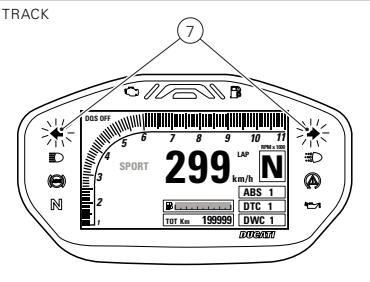 TRACK
7
DQS OFF
1 2 3 4 5 6 7 8 9 10 11
RPM x 1000
SPORT
299
km/h
LAP
N
ABS 1
DTC 1
DWC 1
TOT Km 199999
N
DUCATI